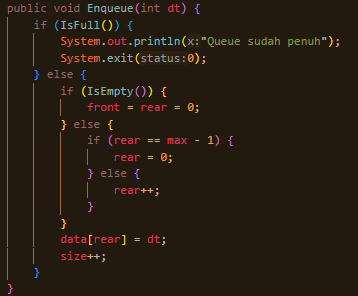 public void Enqueue(int dt) {
    if (IsFull()) {
        System.out.println(x:"Queue sudah penuh");
        System.exit(status:0);
    } else {
        if (IsEmpty()) {
            front = rear = 0;
        } else {
            if (rear == max - 1) {
                rear = 0;
            } else {
                rear++;
            }
        }
        data[rear] = dt;
        size++;
    }
}